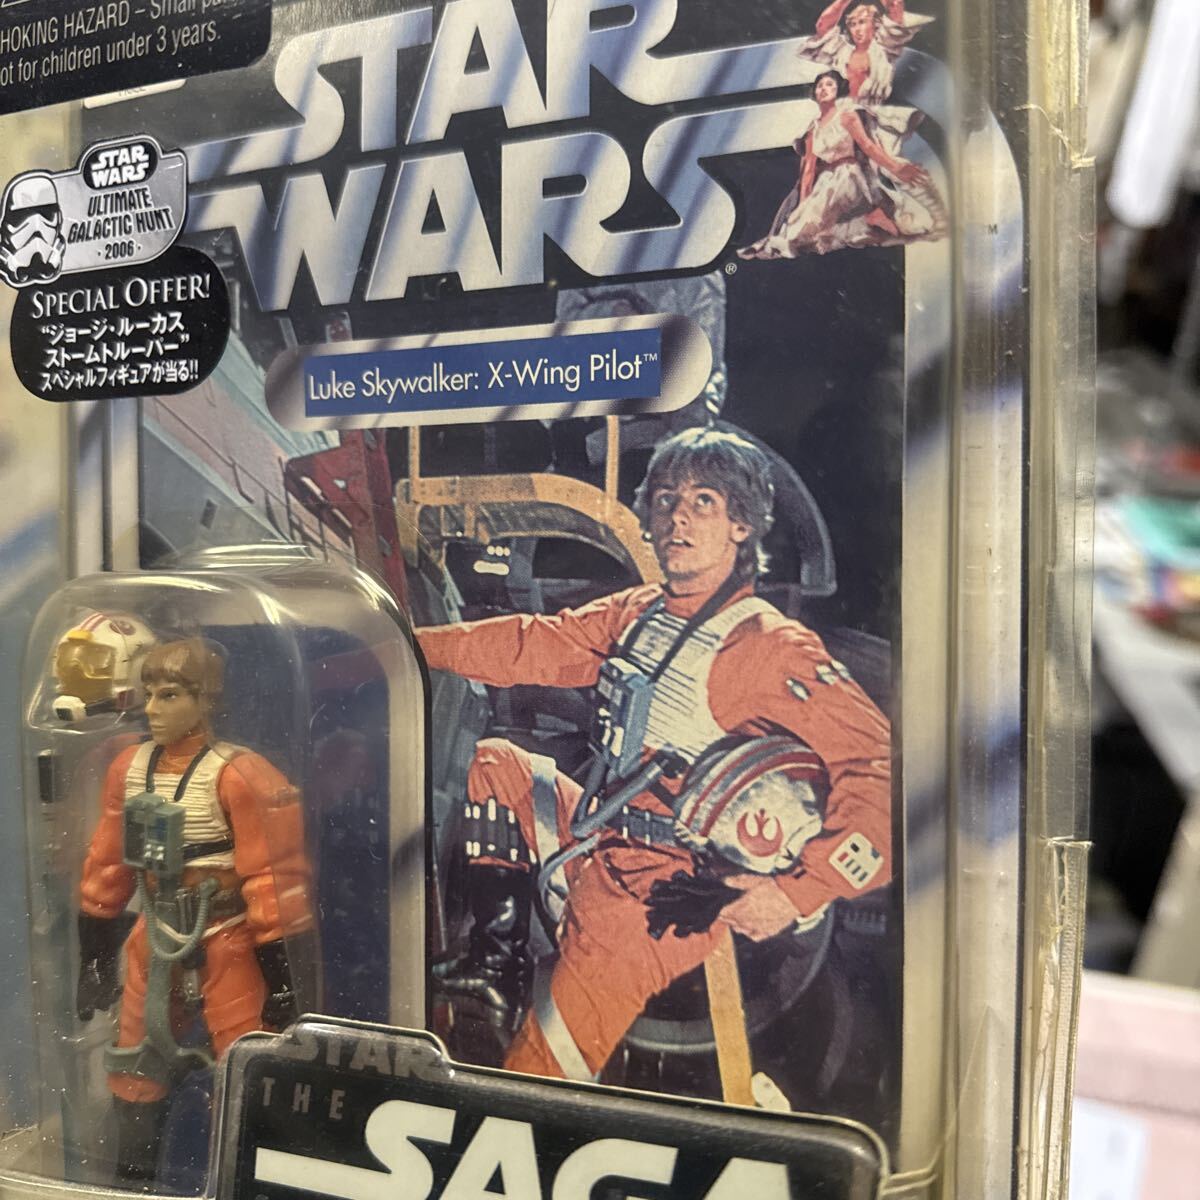 CHOKING HAZARD – Small
ot for children under 3 years.
STAR
WARS
®
STAR
WARS
ULTIMATE
GALACTIC HUNT
· 2006 ·
SPECIAL OFFER!
“ジョージ・ルーカス
ストームトルーパー”
スペシャルフィギュアが当る!!
Luke Skywalker: X-Wing Pilot™
TM
STAR
THE
SAGA